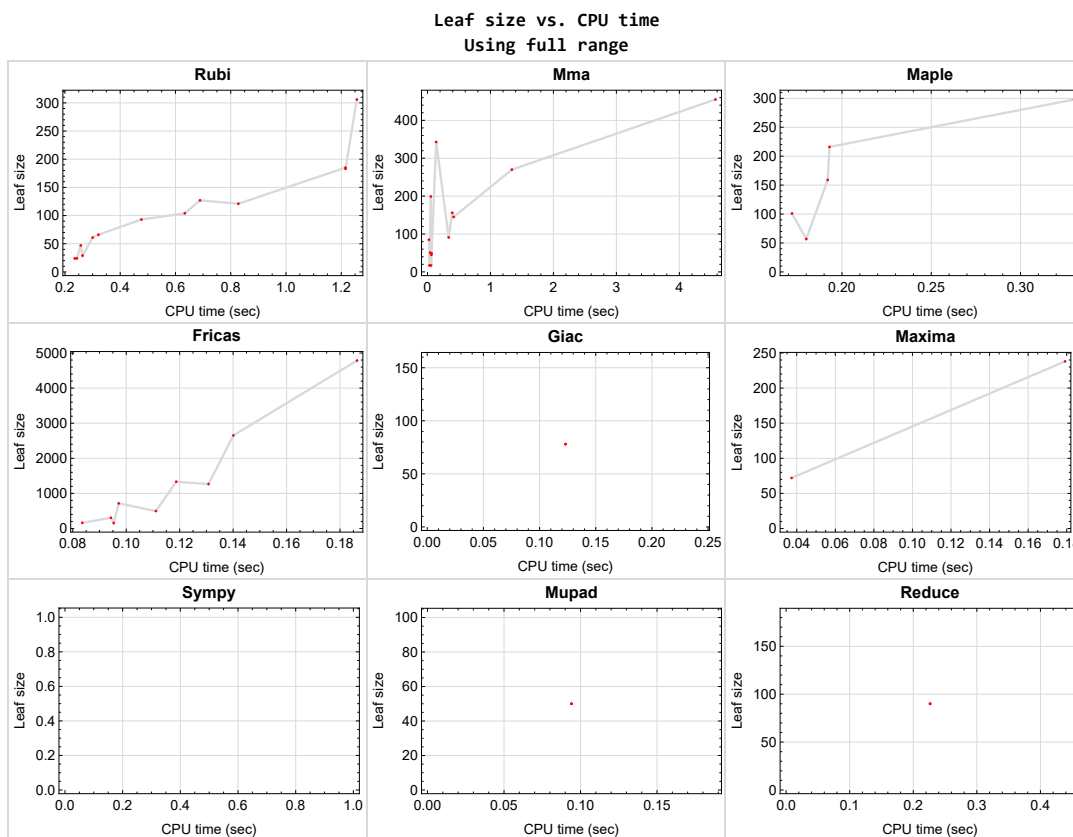 Leaf size vs. CPU time
Using full range
Rubi
Leaf size
300
250
200
150
100
50
0
0.2 0.4 0.6 0.8 1.0 1.2
CPU time (sec)
Mma
Leaf size
400
300
200
100
0
0 1 2 3 4
CPU time (sec)
Maple
Leaf size
300
250
200
150
100
50
0
0.20 0.25 0.30
CPU time (sec)
Fricas
Leaf size
5000
4000
3000
2000
1000
0
0.08 0.10 0.12 0.14 0.16 0.18
CPU time (sec)
Giac
Leaf size
150
100
50
0
0.00 0.05 0.10 0.15 0.20 0.25
CPU time (sec)
Maxima
Leaf size
250
200
150
100
50
0
0.04 0.06 0.08 0.10 0.12 0.14 0.16
CPU time (sec)
Sympy
Leaf size
1.0
0.8
0.6
0.4
0.2
0.0
0.0 0.2 0.4 0.6 0.8 1.0
CPU time (sec)
Mupad
Leaf size
100
80
60
40
20
0
0.00 0.05 0.10 0.15
CPU time (sec)
Reduce
Leaf size
150
100
50
0
0.0 0.1 0.2 0.3 0.4
CPU time (sec)